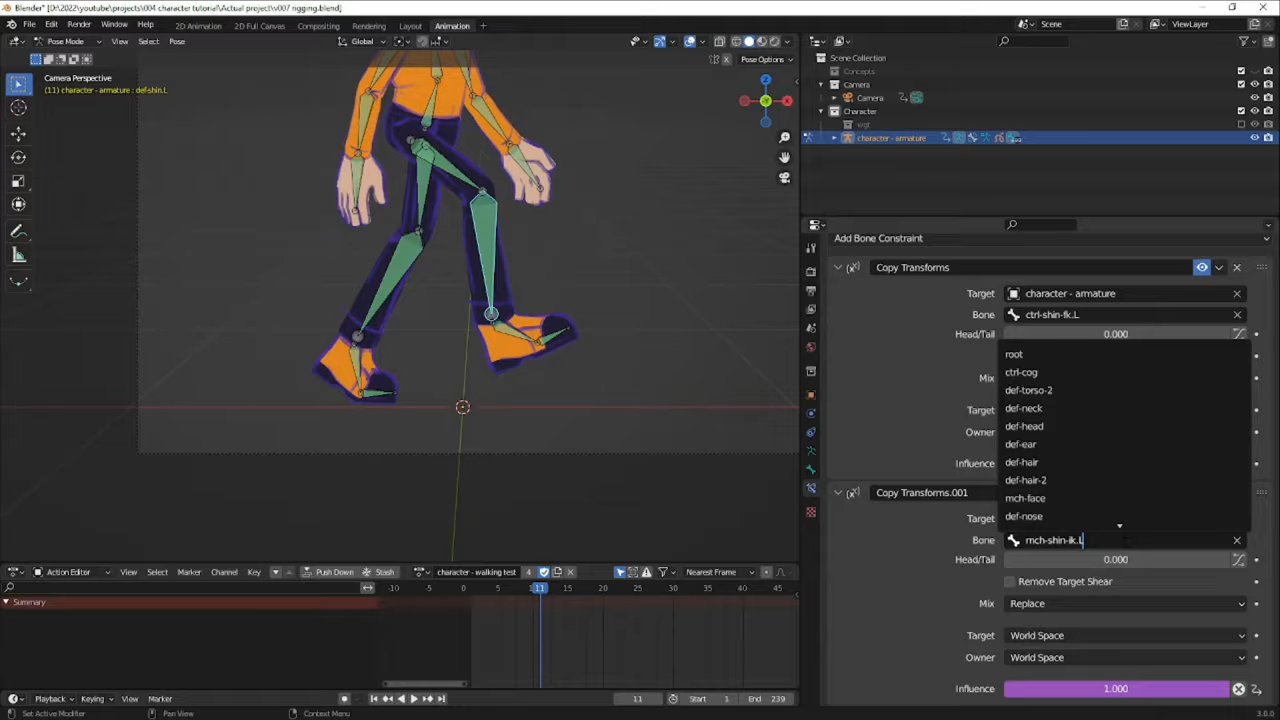 Blender* [D:\2022\youtube\projects\004 character tutorial\Actual project\v007 rigging.blend]
File Edit Render Window Help 2D Animation 2D Full Canvas Compositing Rendering Layout Animation Scene ViewLayer
Pose Mode View Select Pose Global
Pose Options
Camera Perspective
(11) character - armature : def-shin.L
Scene Collection
Concepts
Camera
Camera
Character
wgt
character - armature
Add Bone Constraint
Copy Transforms
Target character - armature
Bone ctrl-shin-fk.L
Head/Tail 0.000
root
Mix ctrl-cog
def-torso-2
Target def-neck
Owner def-head
def-ear
Influence def-hair
def-hair-2
Copy Transforms.001 mch-face
Target def-nose
Bone mch-shin-ik.L
Head/Tail 0.000
Remove Target Shear
Mix Replace
Target World Space
Owner World Space
Influence 1.000
Action Editor View Select Marker Channel Key Push Down Stash character - walking test 4 Nearest Frame
-10 -5 0 5 11 15 20 25 30 35 40 45
Summary
Playback Keying View Marker 11 Start 1 End 239
Set Active Modifier Pan View Context Menu 3.0.0